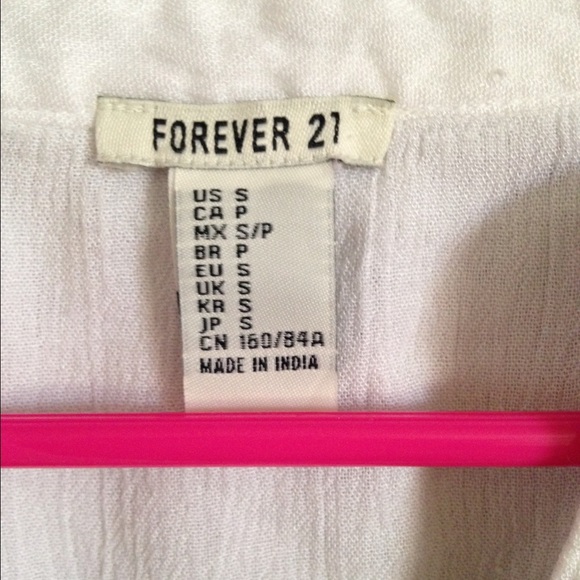 FOREVER 21
US S
CA P
MX S/P
BR P
EU S
UK S
KR S
JP S
CN 160/84A
MADE IN INDIA